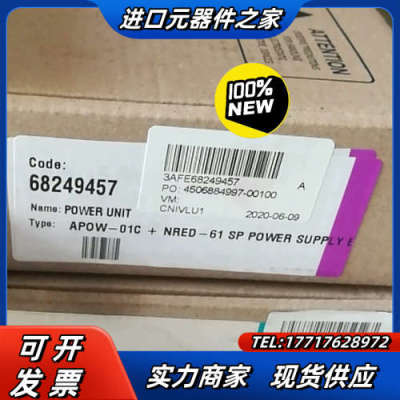 进口元器件之家
ATTENTION
100%
NEW
Code:
68249457
Name: POWER UNIT
Type: APOW-01C + NRED-61 SP POWER SUPPLY E
3AFE68249457
PO: 4506884997-00100
A
VM:
CNIVLU1
2020-06-09
可开
发票
TEL:17717628972
实力商家 现货供应